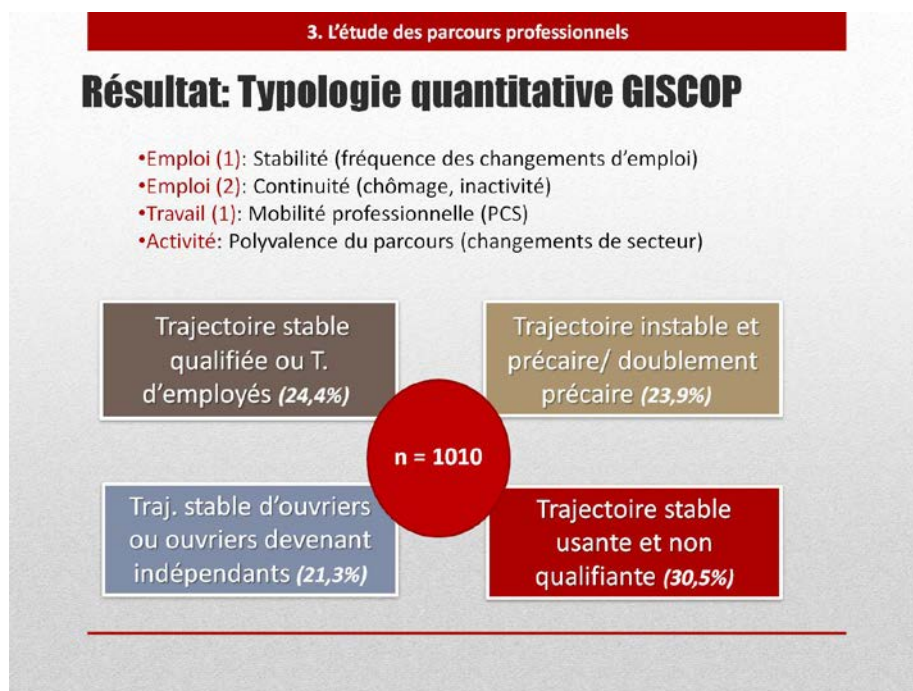 3. L'étude des parcours professionnels
Résultat: Typologie quantitative GISCOP
•Emploi (1): Stabilité (fréquence des changements d'emploi)
•Emploi (2): Continuité (chômage, inactivité)
•Travail (1): Mobilité professionnelle (PCS)
•Activité: Polyvalence du parcours (changements de secteur)
Trajectoire stable
qualifiée ou T.
d'employés (24,4%)
Trajectoire instable et
précaire/ doublement
précaire (23,9%)
n = 1010
Traj. stable d'ouvriers
ou ouvriers devenant
indépendants (21,3%)
Trajectoire stable
usante et non
qualifiante (30,5%)